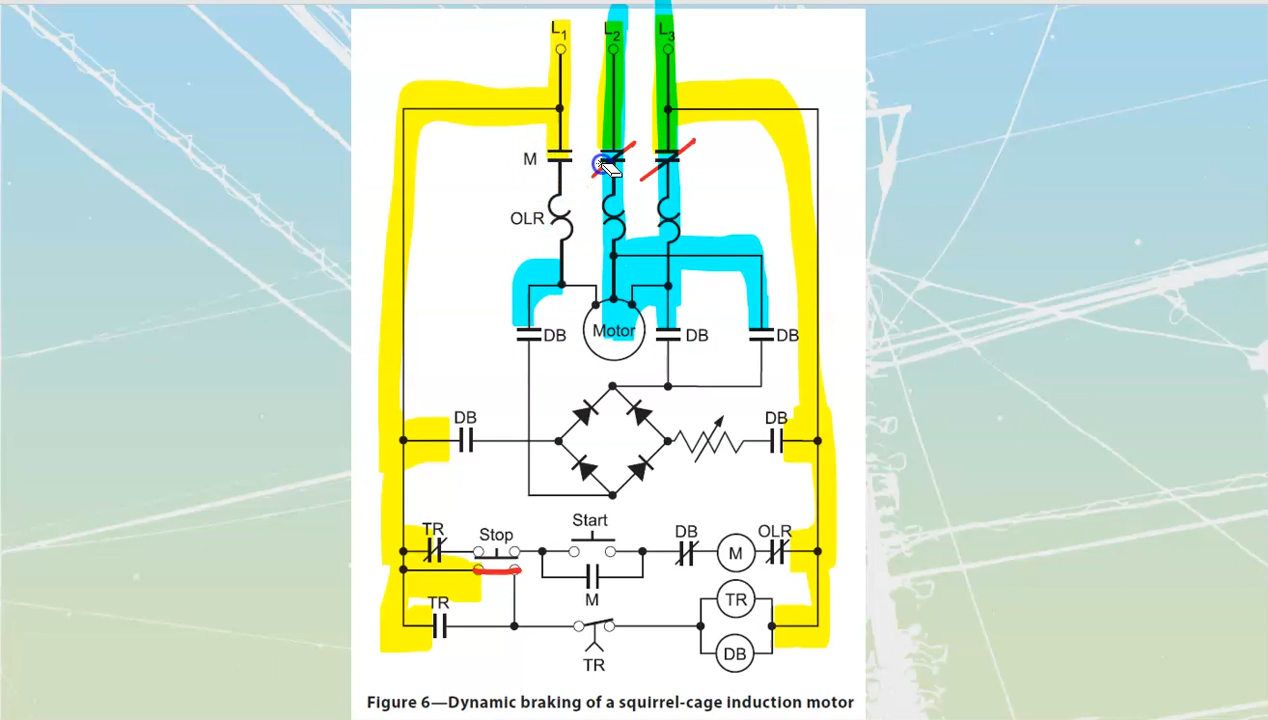 L1 L2 L3
M
OLR
DB Motor DB DB
DB DB
TR Stop Start DB M OLR
M
TR TR
TR DB
Figure 6—Dynamic braking of a squirrel-cage induction motor